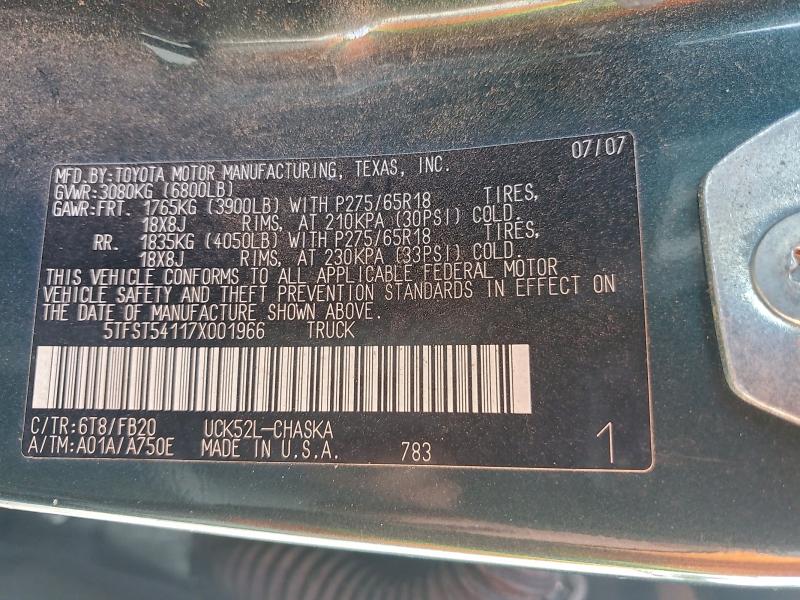 MFD.BY:TOYOTA MOTOR MANUFACTURING, TEXAS, INC. 07/07
GVWR:3080KG (6800LB)
GAWR:FRT. 1765KG (3900LB) WITH P275/65R18 TIRES,
18X8J RIMS, AT 210KPA (30PSI) COLD.
RR. 1835KG (4050LB) WITH P275/65R18 TIRES,
18X8J RIMS, AT 230KPA (33PSI) COLD.
THIS VEHICLE CONFORMS TO ALL APPLICABLE FEDERAL MOTOR
VEHICLE SAFETY AND THEFT PREVENTION STANDARDS IN EFFECT ON
THE DATE OF MANUFACTURE SHOWN ABOVE.
5TFST54117X001966 TRUCK
C/TR:6T8/FB20 UCK52L-CHASKA
A/TM:A01A/A750E MADE IN U.S.A. 783 1